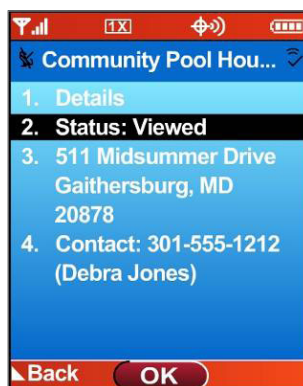 1X
Community Pool Hou...
1. Details
2. Status: Viewed
3. 511 Midsummer Drive
Gaithersburg, MD
20878
4. Contact: 301-555-1212
(Debra Jones)
Back OK